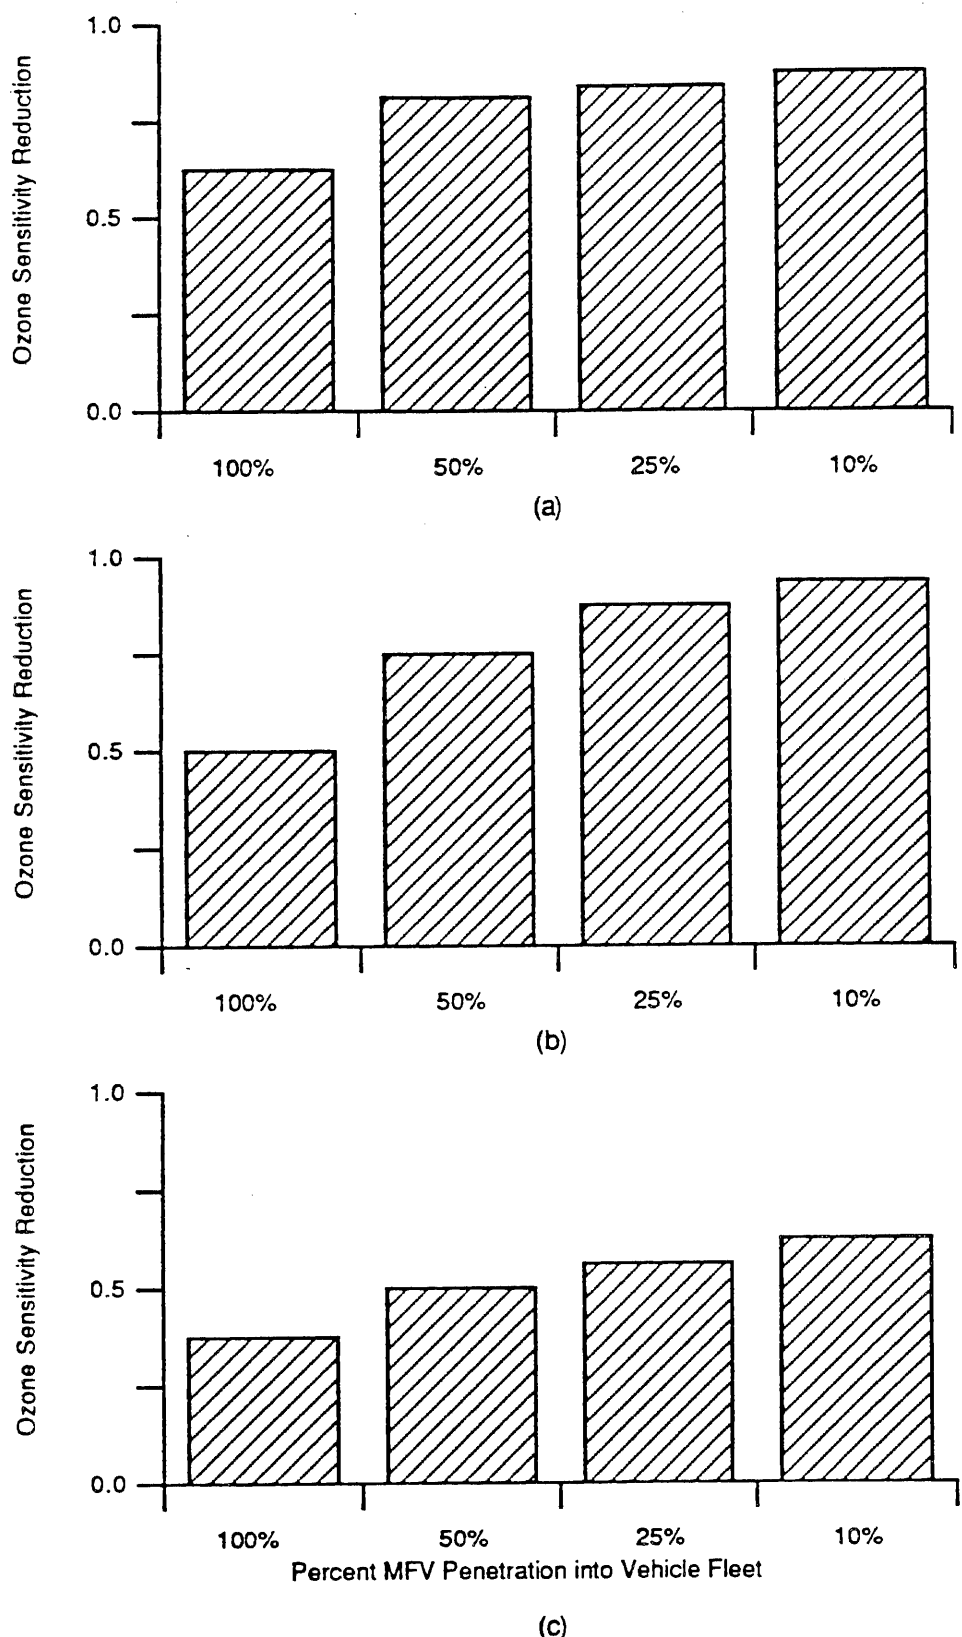 1.0
Ozone Sensitivity Reduction
0.5
0.0
100% 50% 25% 10%
(a)
1.0
Ozone Sensitivity Reduction
0.5
0.0
100% 50% 25% 10%
(b)
1.0
Ozone Sensitivity Reduction
0.5
0.0
100% 50% 25% 10%
Percent MFV Penetration into Vehicle Fleet
(c)